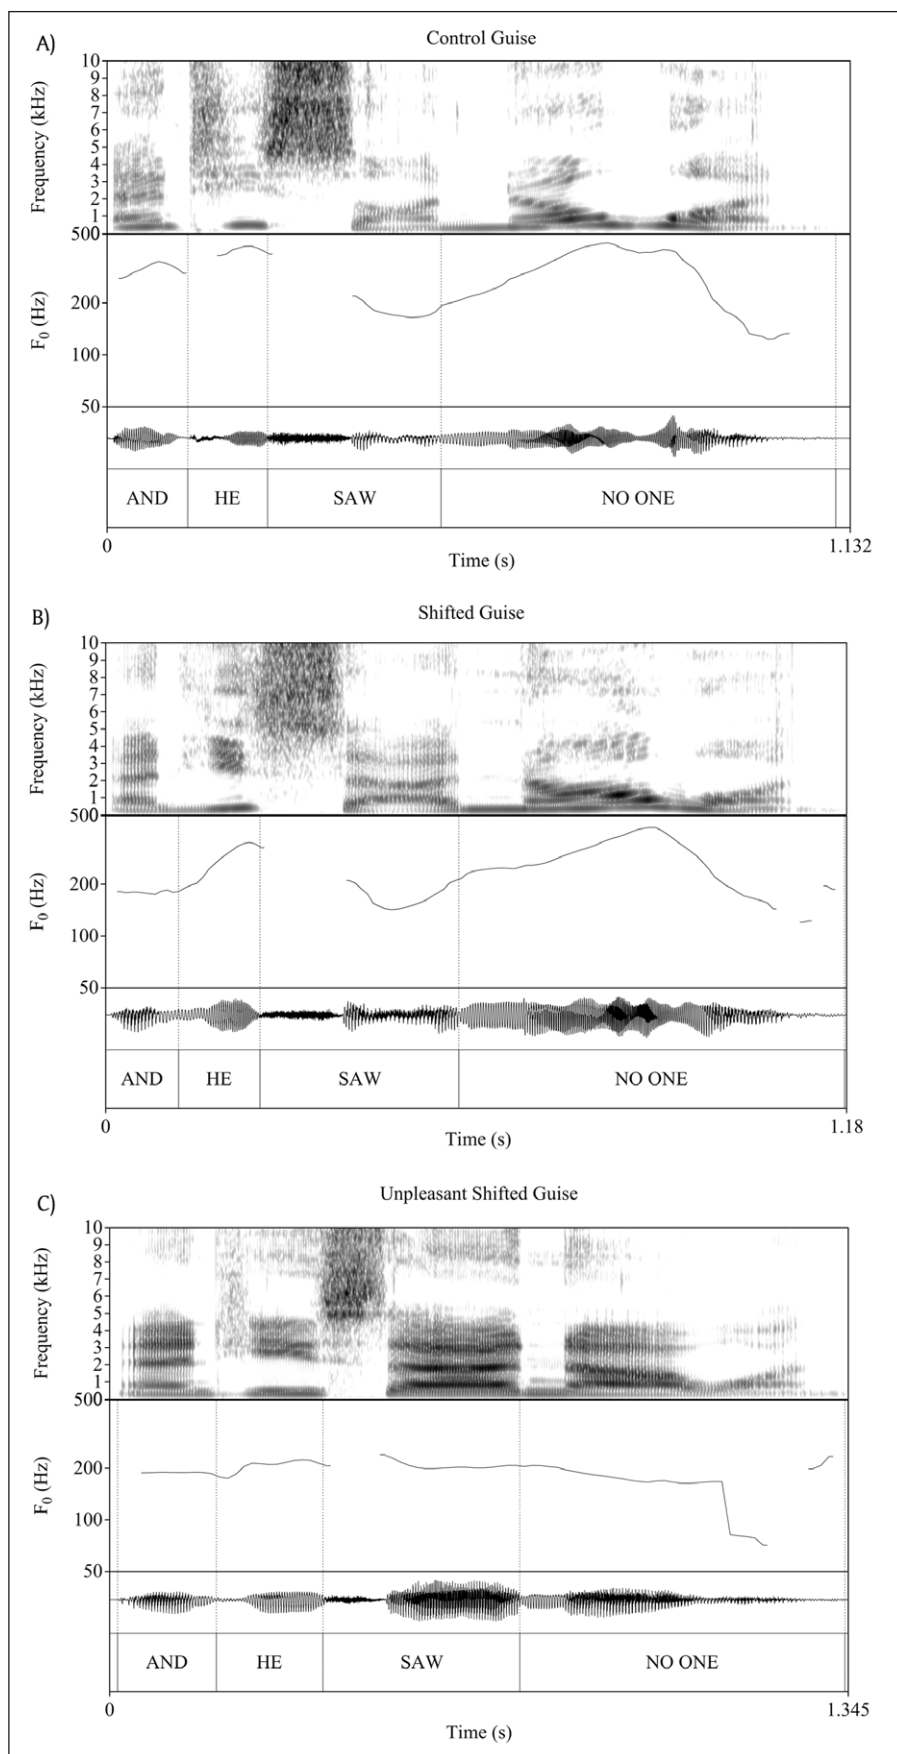 A)
Control Guise
Frequency (kHz)
10
9
8
7
6
5
4
3
2
1
F0 (Hz)
500
200
100
50
AND HE SAW NO ONE
0 1.132
Time (s)
B)
Shifted Guise
Frequency (kHz)
10
9
8
7
6
5
4
3
2
1
F0 (Hz)
500
200
100
50
AND HE SAW NO ONE
0 1.18
Time (s)
C)
Unpleasant Shifted Guise
Frequency (kHz)
10
9
8
7
6
5
4
3
2
1
F0 (Hz)
500
200
100
50
AND HE SAW NO ONE
0 1.345
Time (s)